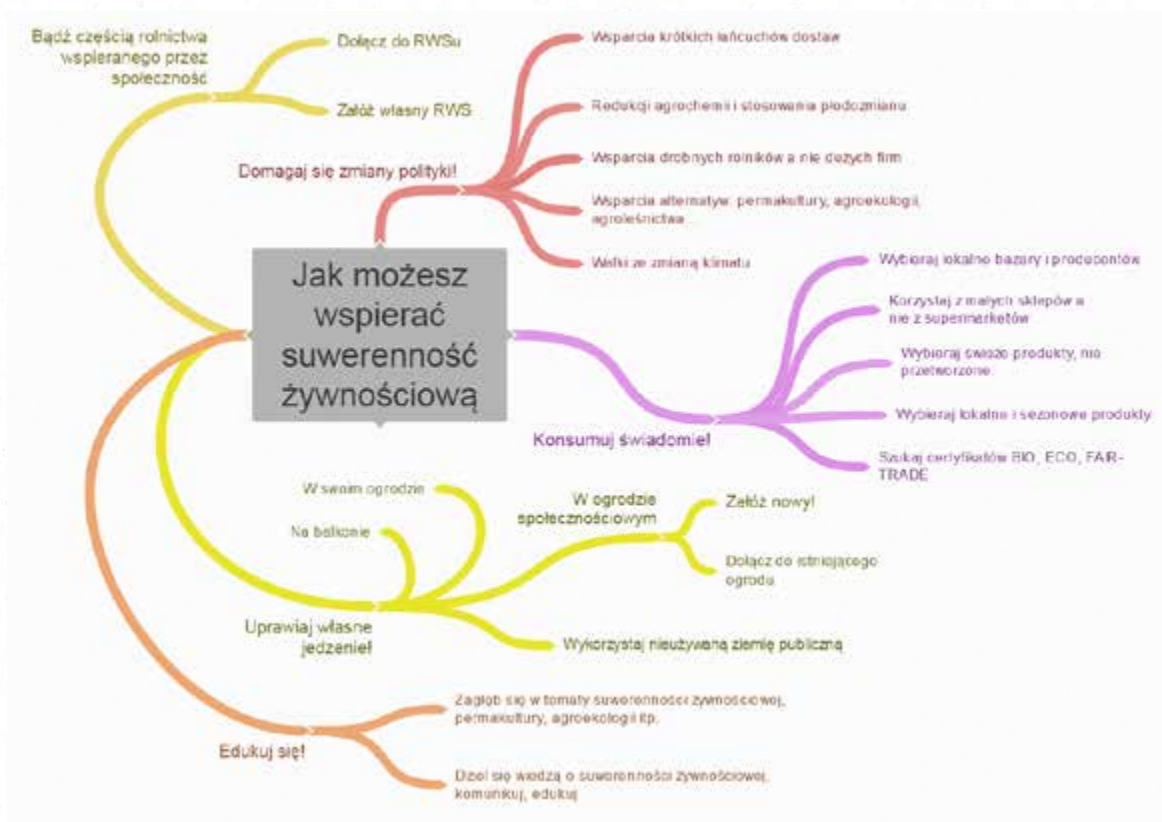 Bądź częścią rolnictwa
wspieranego przez
społeczność
Dołącz do RWSu
Załóż własny RWS
Domagaj się zmiany polityki!
Wsparcia krótkich łańcuchów dostaw
Redukcji agrochemii i stosowania płodozmianu
Wsparcia drobnych rolników a nie dużych firm
Wsparcia alternatyw: permakultury, agroekologii,
agroleśnictwa
Walki ze zmianą klimatu
Jak możesz
wspierać
suwerenność
żywnościową
Konsumuj świadomie!
Wybieraj lokalne bazary i producentów
Korzystaj z małych sklepów a
nie z supermarketów
Wybieraj świeże produkty, nie
przetworzone
Wybieraj lokalne i sezonowe produkty
Szukaj certyfikatów BIO, ECO, FAIR-
TRADE
W swoim ogrodzie
Na balkonie
W ogrodzie
społecznościowym
Załóż nowy!
Dołącz do istniejącego
ogrodu
Uprawiaj własne
jedzenie!
Wykorzystaj nieużywaną ziemię publiczną
Edukuj się!
Zagłęb się w tematy suwerenności żywnościowej,
permakultury, agroekologii itp.
Dziel się wiedzą o suwerenności żywnościowej,
komunikuj, edukuj